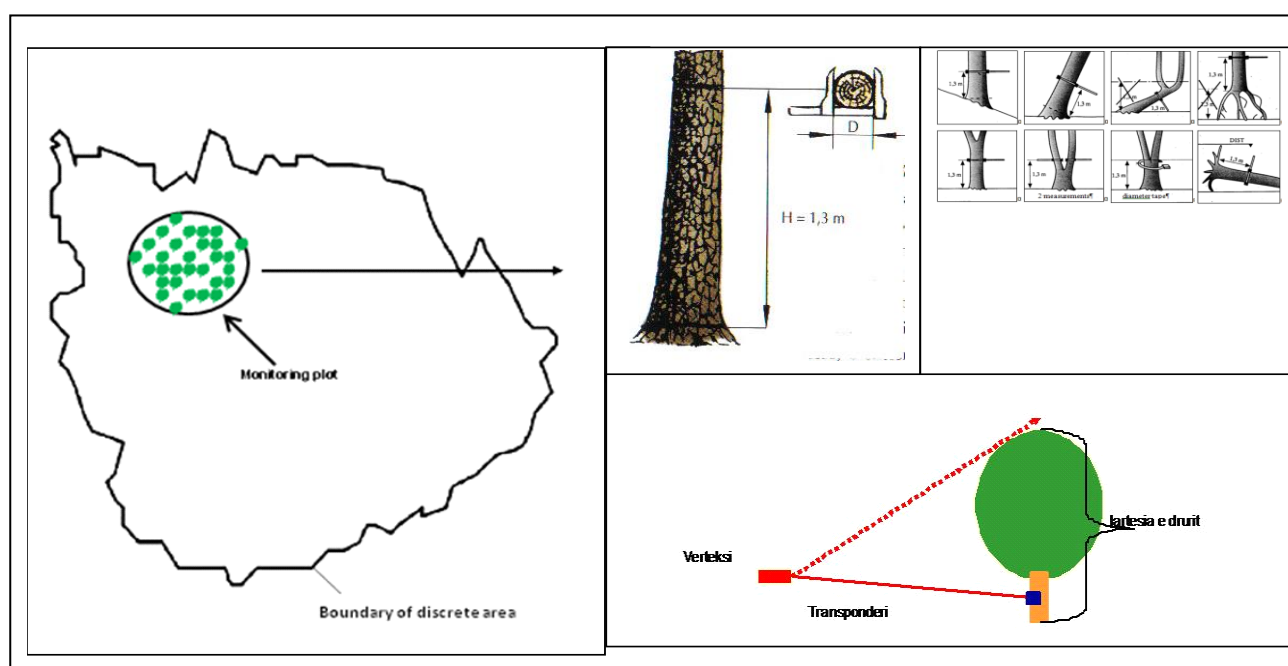 Monitoring plot
Boundary of discrete area
D
H = 1,3 m
1,3 m
1,3 m
1,3 m
1,3 m
1,3 m
1,3 m
2 measurements¶
1,3 m
diameter tape¶
DIST
1,3 m
Verteksi
Transponderi
lartesia e drurit